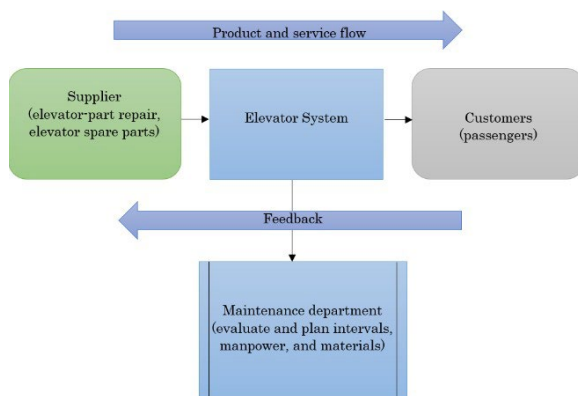 Product and service flow
Supplier
(elevator-part repair,
elevator spare parts)
Elevator System
Customers
(passengers)
Feedback
Maintenance department
(evaluate and plan intervals,
manpower, and materials)